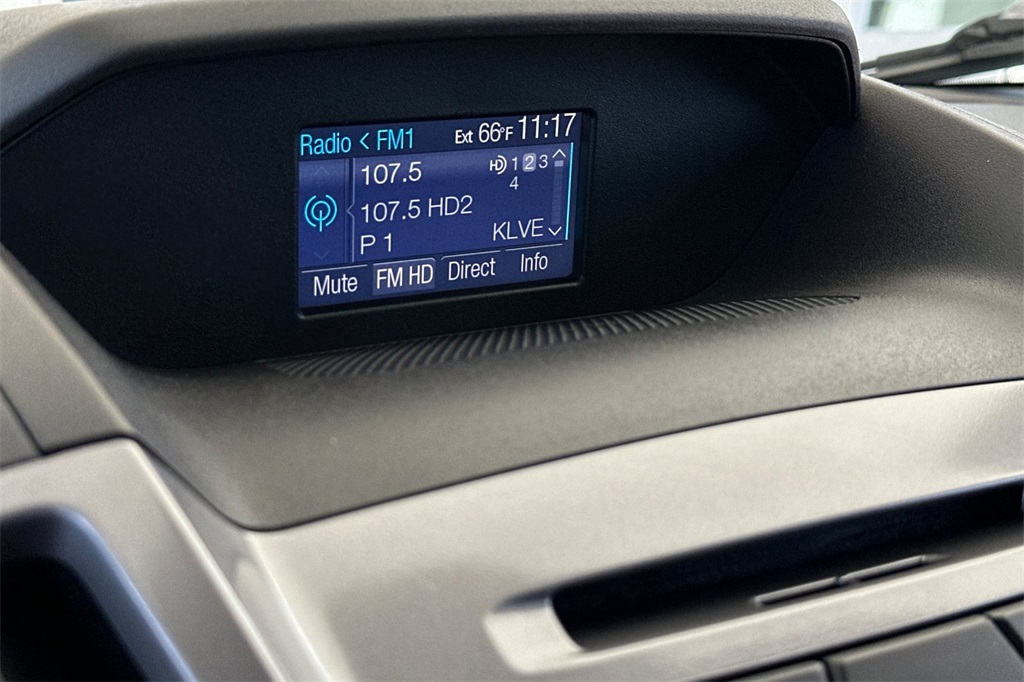 Radio < FM1 Ext 66°F 11:17
107.5 HD 1 2 3
4
107.5 HD2
P 1 KLVE
Mute FM HD Direct Info